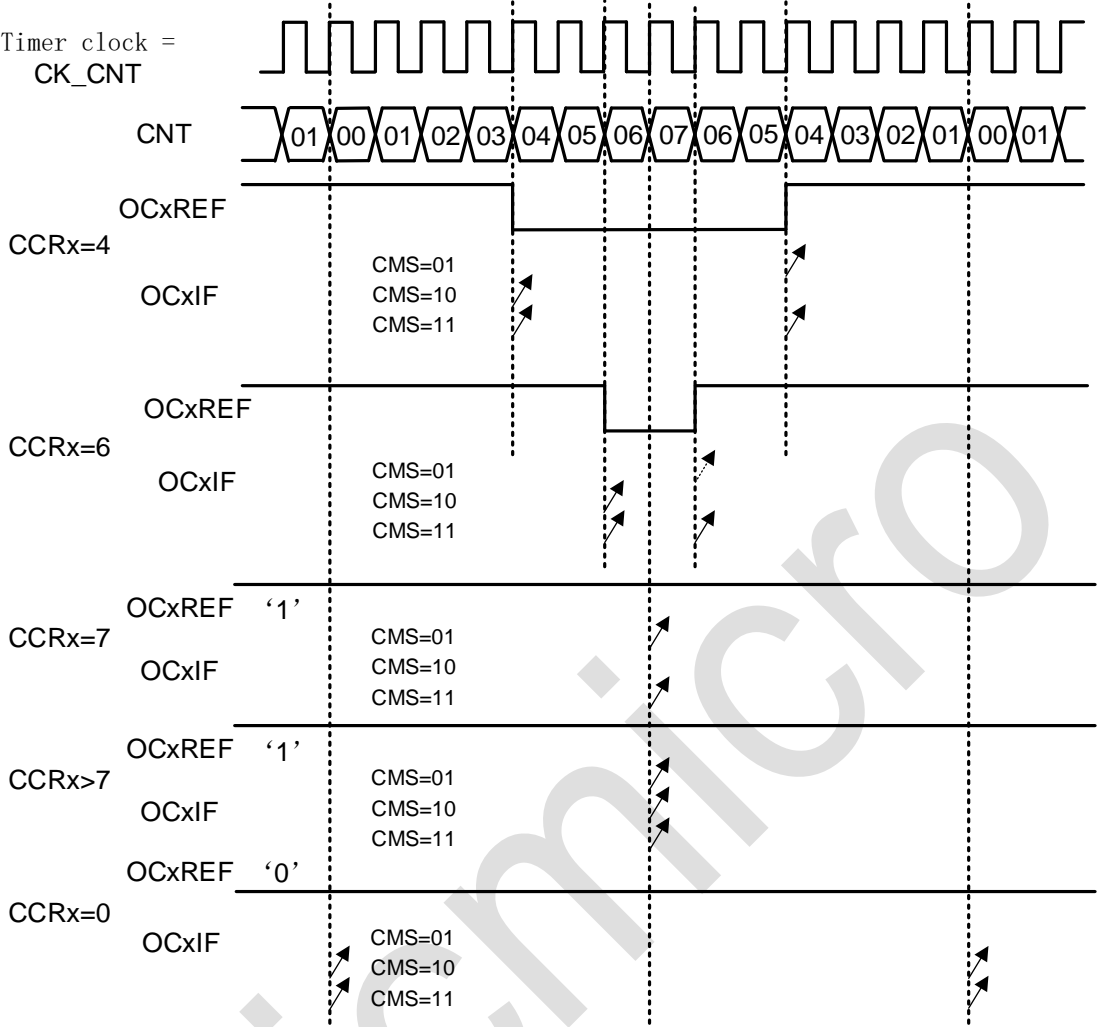 Timer clock =
CK_CNT
CNT 01 00 01 02 03 04 05 06 07 06 05 04 03 02 01 00 01
OCxREF
CCRx=4
OCxIF
CMS=01
CMS=10
CMS=11
OCxREF
CCRx=6
OCxIF
CMS=01
CMS=10
CMS=11
OCxREF ‘1’
CCRx=7
OCxIF
CMS=01
CMS=10
CMS=11
OCxREF ‘1’
CCRx>7
OCxIF
CMS=01
CMS=10
CMS=11
OCxREF ‘0’
CCRx=0
OCxIF
CMS=01
CMS=10
CMS=11